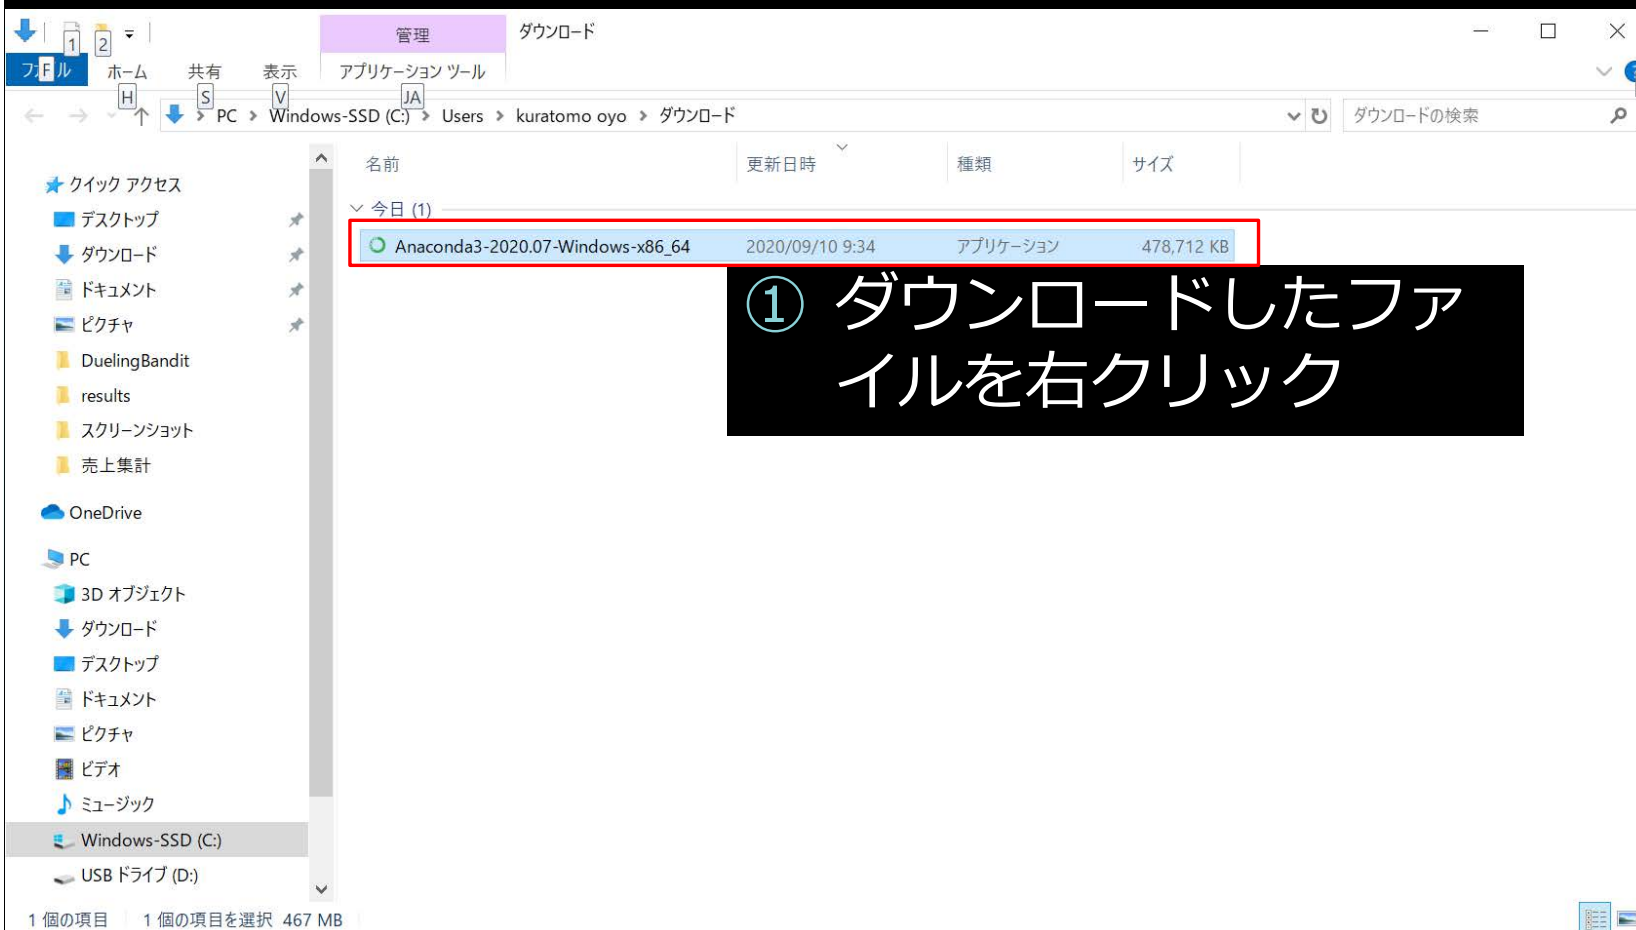 1
2
管理
ダウンロード
ファイル
F
ホーム
共有
表示
アプリケーション ツール
H
S
V
JA
PC
Windows-SSD (C:)
Users
kuratomo oyo
ダウンロード
ダウンロードの検索
名前
更新日時
種類
サイズ
今日 (1)
Anaconda3-2020.07-Windows-x86_64
2020/09/10 9:34
アプリケーション
478,712 KB
① ダウンロードしたファ
イルを右クリック
クイック アクセス
デスクトップ
ダウンロード
ドキュメント
ピクチャ
DuelingBandit
results
スクリーンショット
売上集計
OneDrive
PC
3D オブジェクト
ダウンロード
デスクトップ
ドキュメント
ピクチャ
ビデオ
ミュージック
Windows-SSD (C:)
USB ドライブ (D:)
1 個の項目
1 個の項目を選択 467 MB